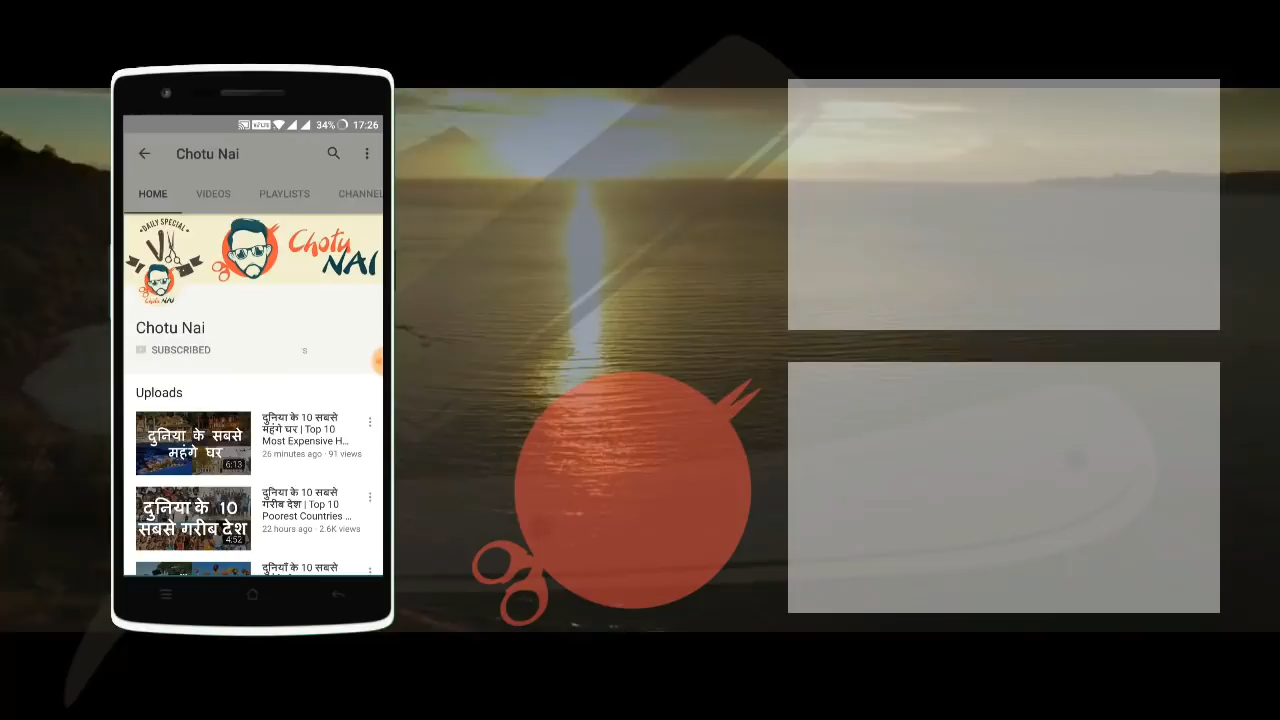 34% 17:26
Chotu Nai
HOME VIDEOS PLAYLISTS CHANNEL
DAILY SPECIAL
Chotu
NAI
Chotu NAI
Chotu Nai
SUBSCRIBED
s
Uploads
दुनिया के सबसे
महंगे घर
6:13
दुनिया के 10 सबसे
महंगे घर | Top 10
Most Expensive H...
26 minutes ago · 91 views
दुनिया के 10
सबसे गरीब देश
4:52
दुनिया के 10 सबसे
गरीब देश | Top 10
Poorest Countries ...
22 hours ago · 2.6K views
दुनियाँ के 10 सबसे